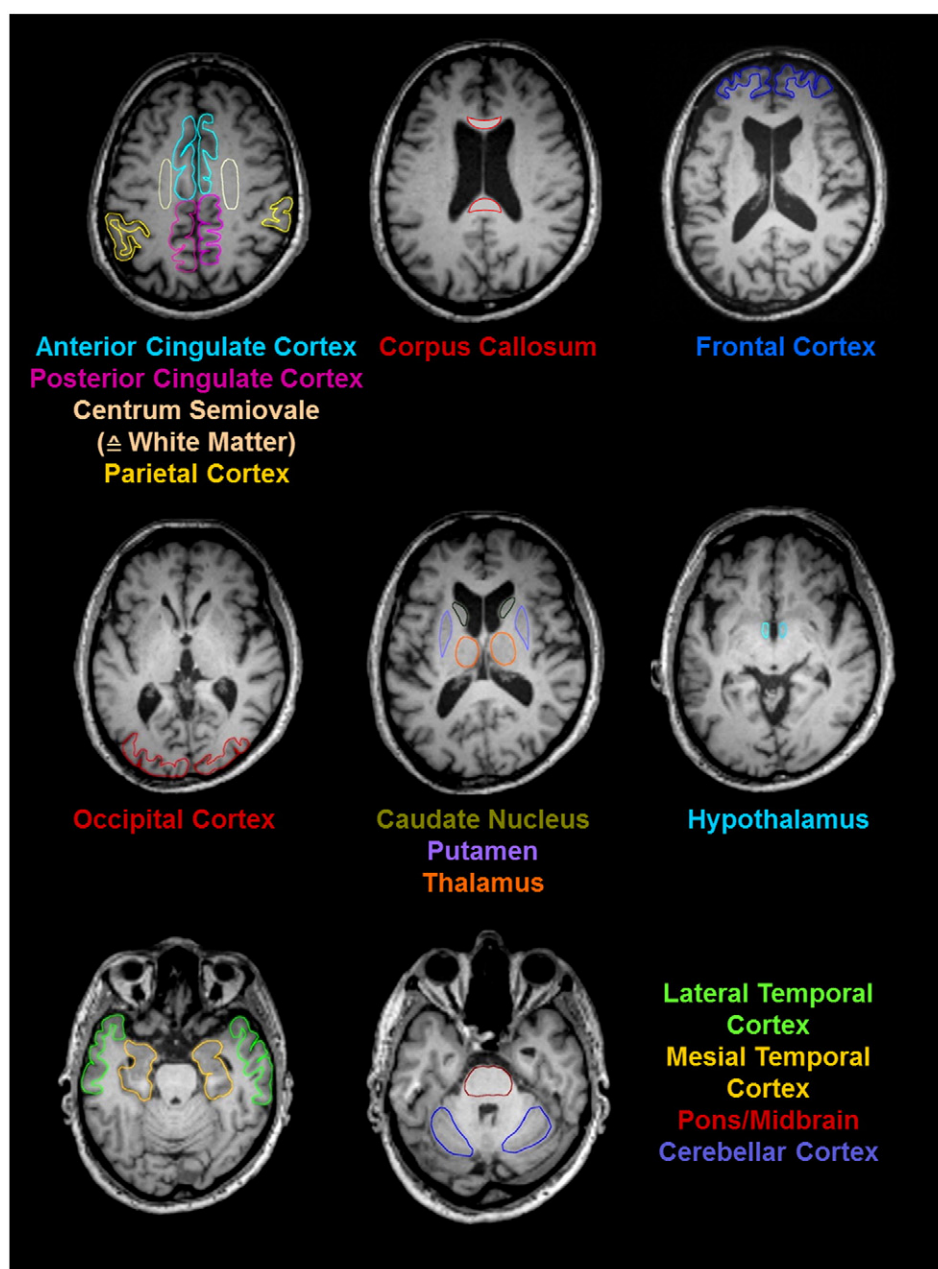 Anterior Cingulate Cortex
Posterior Cingulate Cortex
Centrum Semiovale
(≙ White Matter)
Parietal Cortex
Corpus Callosum
Frontal Cortex
Occipital Cortex
Caudate Nucleus
Putamen
Thalamus
Hypothalamus
Lateral Temporal
Cortex
Mesial Temporal
Cortex
Pons/Midbrain
Cerebellar Cortex